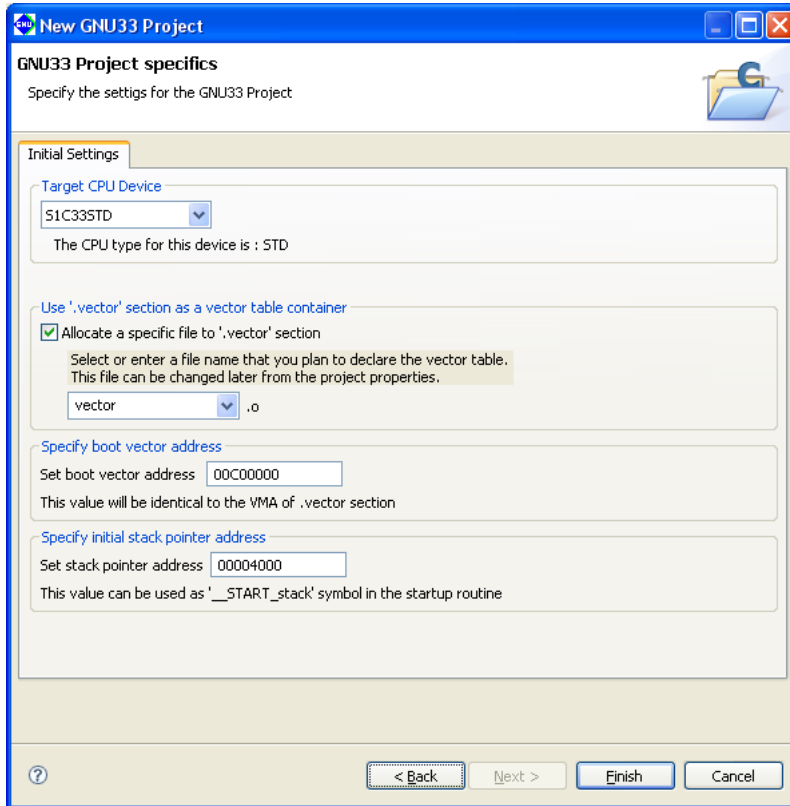 GNU New GNU33 Project
GNU33 Project specifics
Specify the settigs for the GNU33 Project
Initial Settings
Target CPU Device
S1C33STD
The CPU type for this device is : STD
Use '.vector' section as a vector table container
Allocate a specific file to '.vector' section
Select or enter a file name that you plan to declare the vector table.
This file can be changed later from the project properties.
vector .o
Specify boot vector address
Set boot vector address 00C00000
This value will be identical to the VMA of .vector section
Specify initial stack pointer address
Set stack pointer address 00004000
This value can be used as '__START_stack' symbol in the startup routine
? < Back Next > Finish Cancel